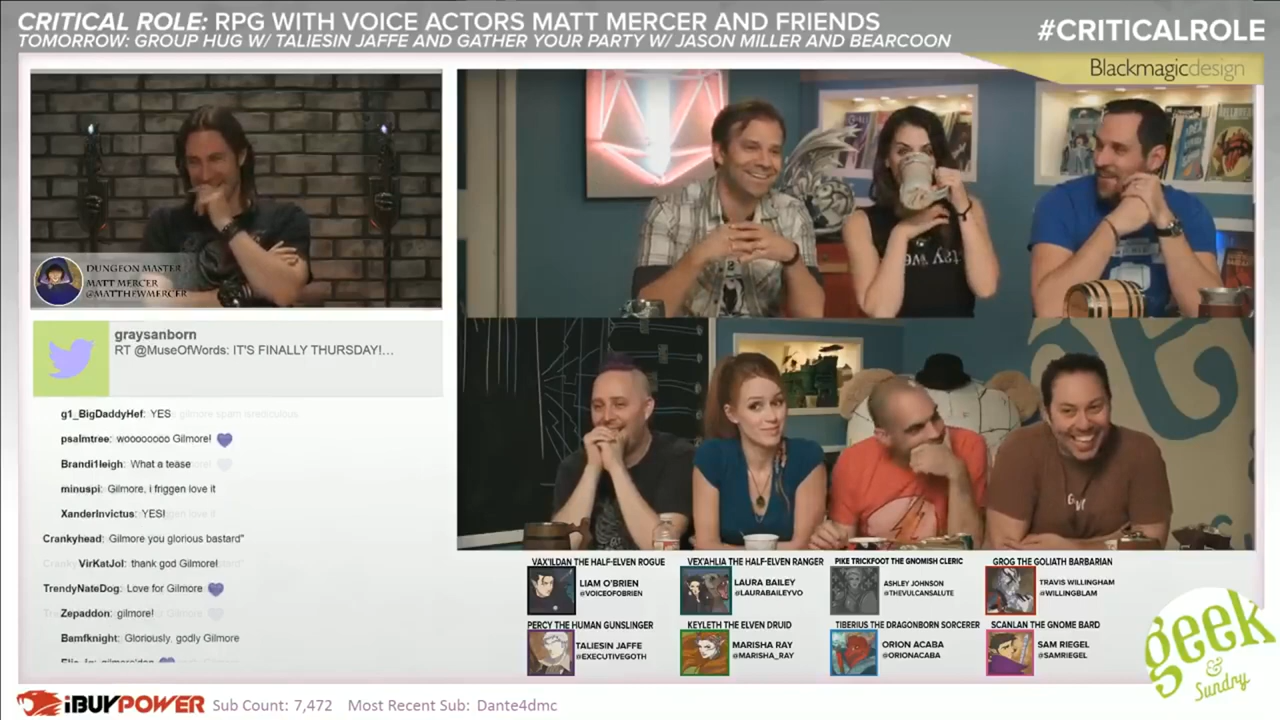 CRITICAL ROLE: RPG WITH VOICE ACTORS MATT MERCER AND FRIENDS
TOMORROW: GROUP HUG W/ TALIESIN JAFFE AND GATHER YOUR PARTY W/ JASON MILLER AND BEARCOON
#CRITICALROLE
Blackmagicdesign
DUNGEON MASTER
MATT MERCER
@MATTHEWMERCER
graysanborn
RT @MuseOfWords: IT'S FINALLY THURSDAY!...
g1_BigDaddyHef: YES
psalmtree: woooooooo Gilmore!
Brandi1leigh: What a tease
minuspi: Gilmore, i friggen love it
XanderInvictus: YES!
Crankyhead: Gilmore you glorious bastard"
VirKatJol: thank god Gilmore!
TrendyNateDog: Love for Gilmore
Zepaddon: gilmore!
Bamfknight: Gloriously, godly Gilmore
VAX'ILDAN THE HALF-ELVEN ROGUE
LIAM O'BRIEN
@VOICEOFOBRIEN
VEX'AHLIA THE HALF-ELVEN RANGER
LAURA BAILEY
@LAURABAILEYVO
PIKE TRICKFOOT THE GNOMISH CLERIC
ASHLEY JOHNSON
@THEVULCANSALUTE
GROG THE GOLIATH BARBARIAN
TRAVIS WILLINGHAM
@WILLINGBLAM
PERCY THE HUMAN GUNSLINGER
TALIESIN JAFFE
@EXECUTIVEGOTH
KEYLETH THE ELVEN DRUID
MARISHA RAY
@MARISHA_RAY
TIBERIUS THE DRAGONBORN SORCERER
ORION ACABA
@ORIONACABA
SCANLAN THE GNOME BARD
SAM RIEGEL
@SAMRIEGEL
geek
&
Sundry
iBUYPOWER
Sub Count: 7,472 Most Recent Sub: Dante4dmc